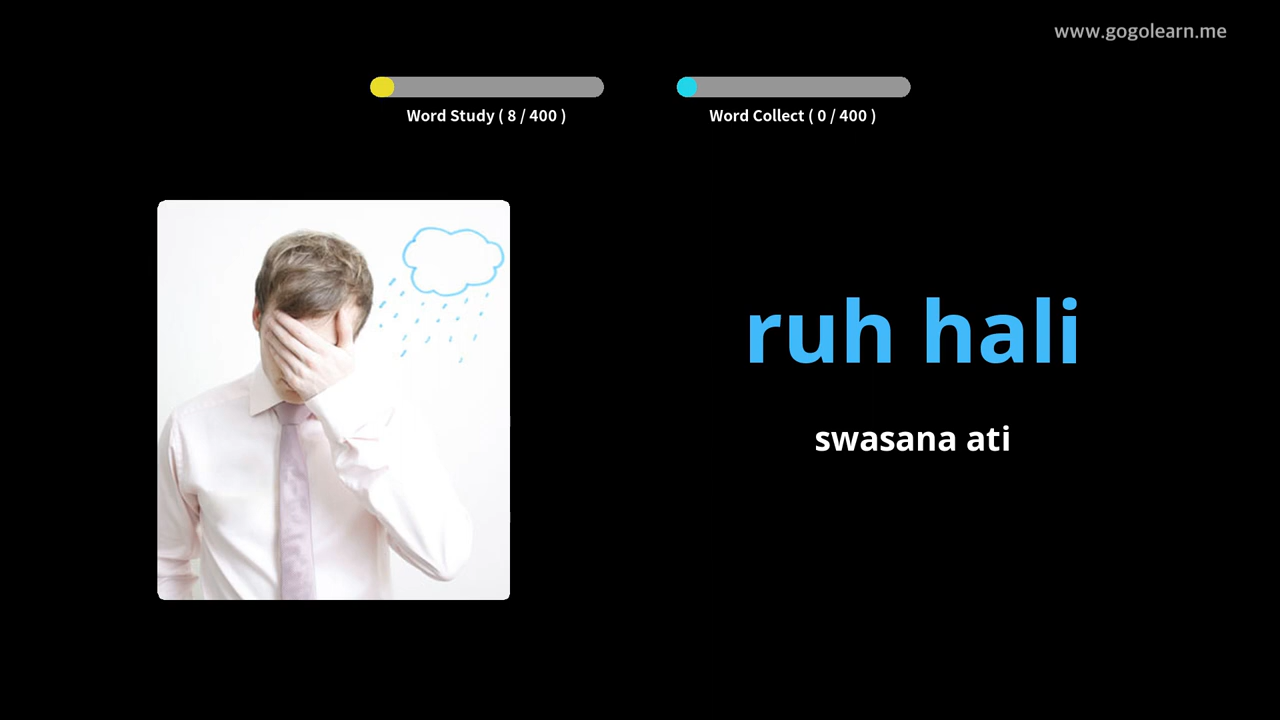 www.gogolearn.me
Word Study ( 8 / 400 )
Word Collect ( 0 / 400 )
ruh hali
swasana ati